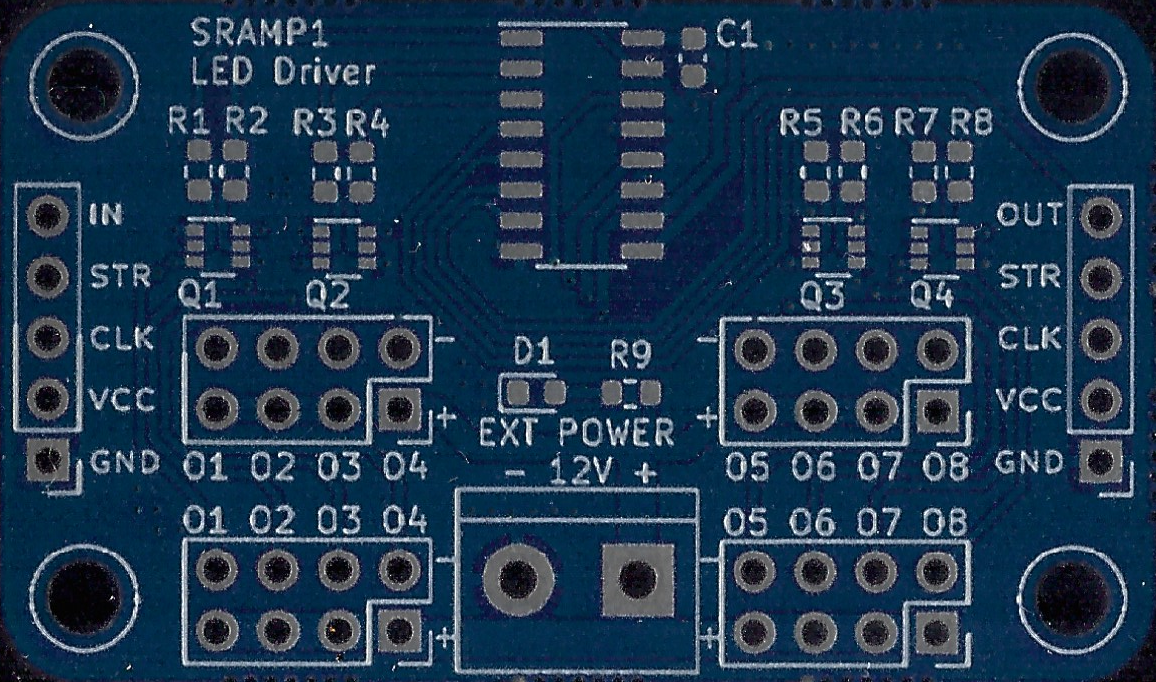 SRAMP1
LED Driver
C1
R1 R2 R3 R4
R5 R6 R7 R8
IN
STR
CLK
VCC
GND
OUT
STR
CLK
VCC
GND
Q1 Q2
Q3 Q4
- -
D1 R9
+ +
EXT POWER
- 12V +
O1 O2 O3 O4
O5 O6 O7 O8
O1 O2 O3 O4
O5 O6 O7 O8
- -
+ +